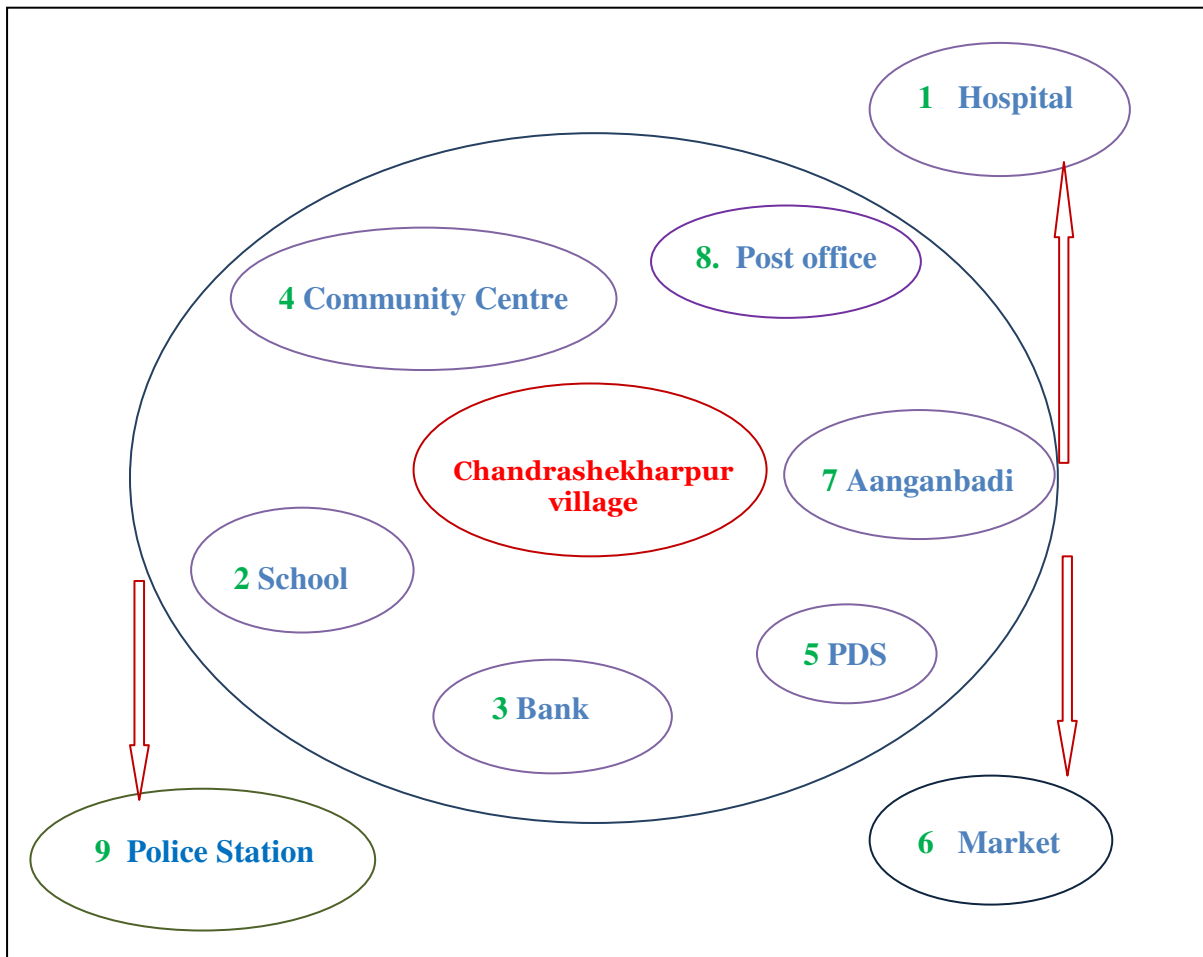 1 Hospital
8. Post office
4 Community Centre
Chandrashekharpur
village
7 Aanganbadi
2 School
5 PDS
3 Bank
9 Police Station
6 Market